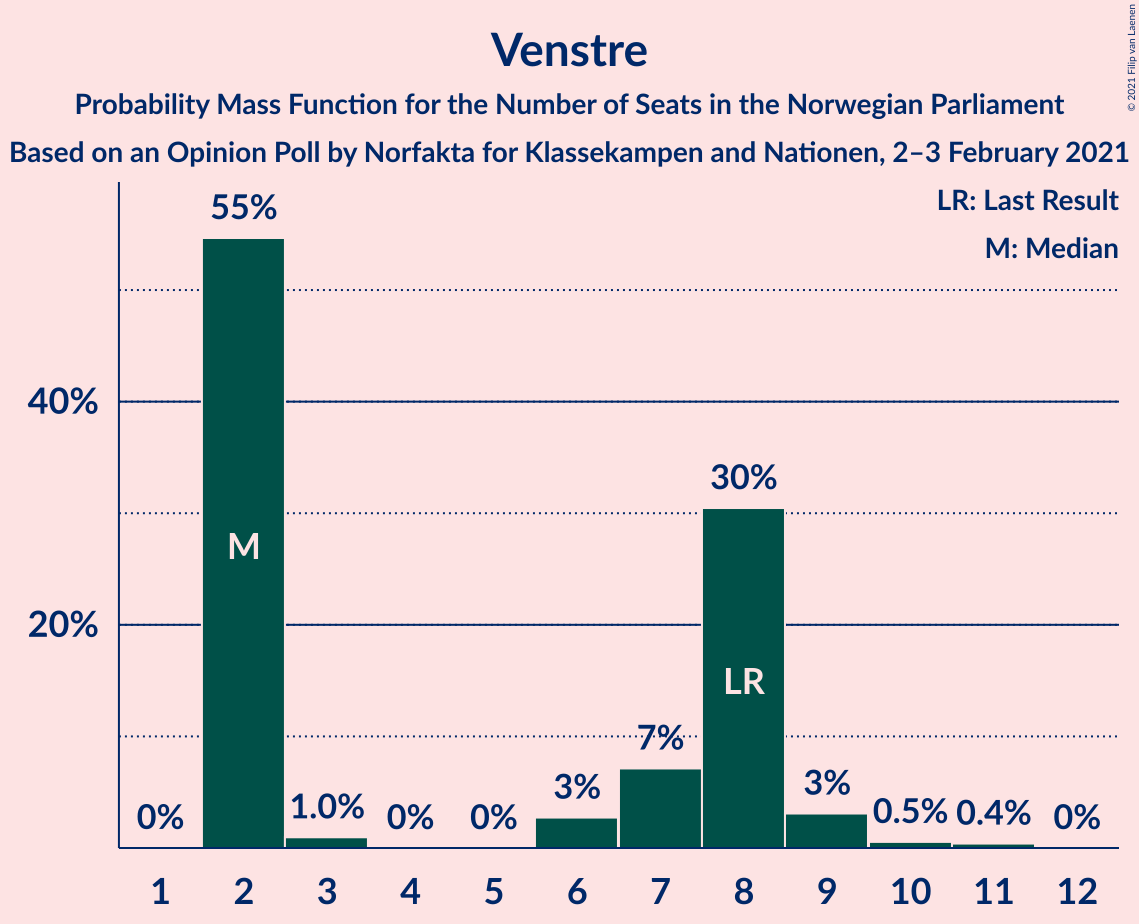 Venstre
Probability Mass Function for the Number of Seats in the Norwegian Parliament
Based on an Opinion Poll by Norfakta for Klassekampen and Nationen, 2–3 February 2021
© 2021 Filip van Laenen
LR: Last Result
M: Median
55%
40%
30%
M
20%
LR
7%
3%
3%
0%
1.0%
0%
0%
0.5%
0.4%
0%
1 2 3 4 5 6 7 8 9 10 11 12